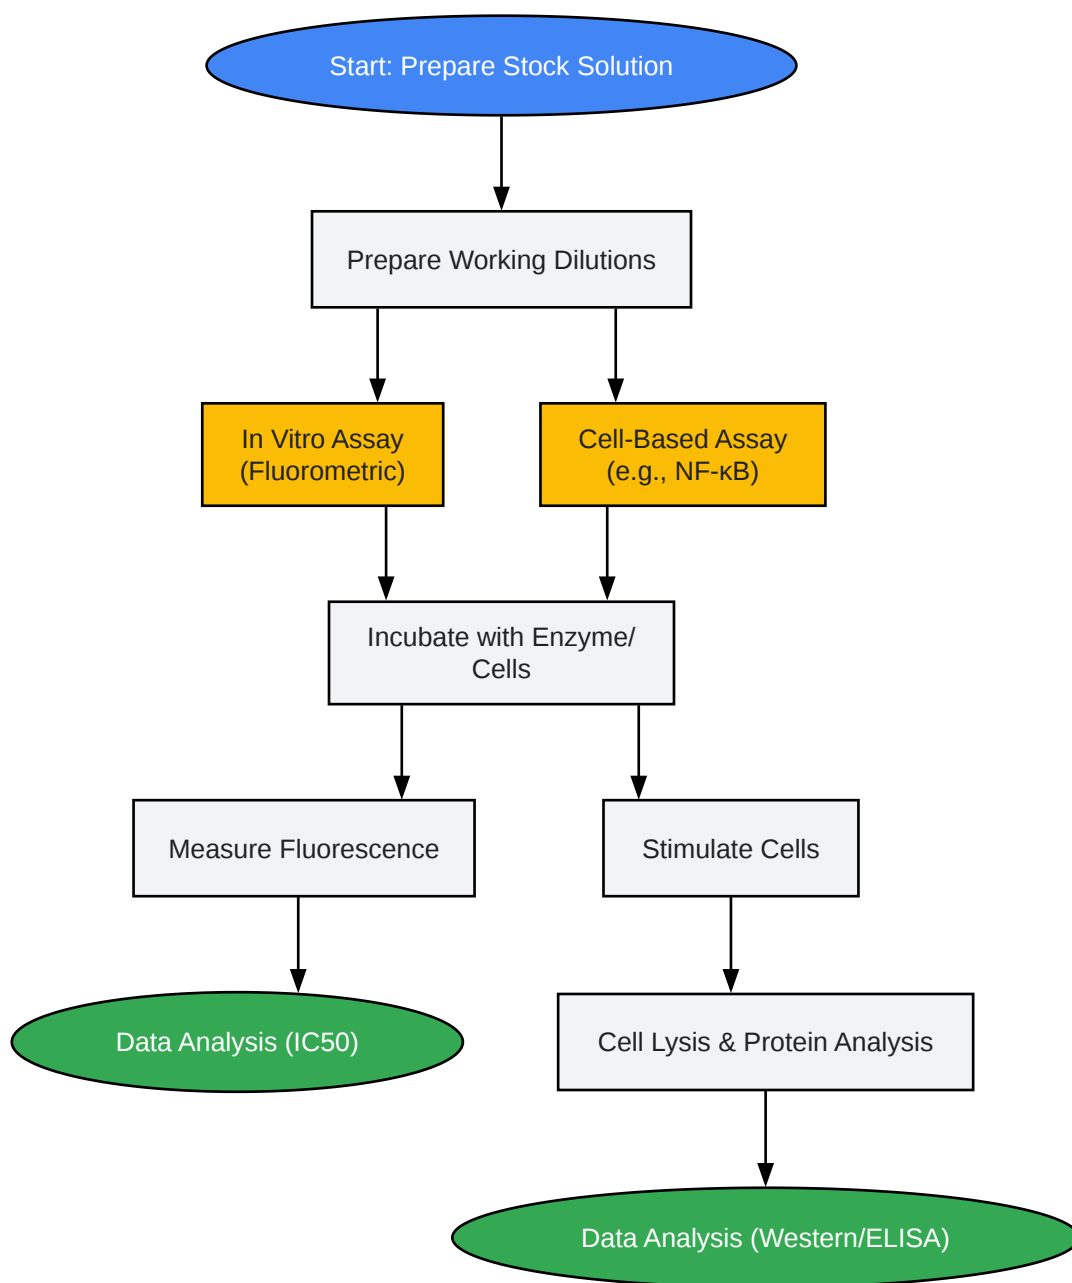 Start: Prepare Stock Solution
Prepare Working Dilutions
In Vitro Assay
(Fluorometric)
Cell-Based Assay
(e.g., NF-κB)
Incubate with Enzyme/
Cells
Measure Fluorescence
Stimulate Cells
Data Analysis (IC50)
Cell Lysis & Protein Analysis
Data Analysis (Western/ELISA)